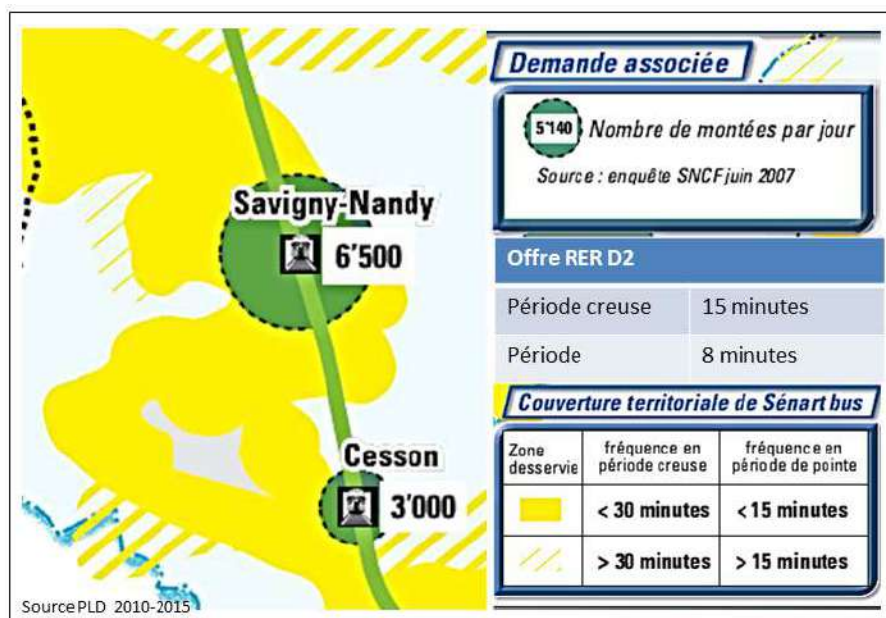 Savigny-Nandy
6'500
Cesson
3'000
Source PLD 2010-2015
Demande associée
5'140 Nombre de montées par jour
Source : enquête SNCF juin 2007
Offre RER D2
Période creuse 15 minutes
Période 8 minutes
Couverture territoriale de Sénart bus
Zone desservie fréquence en période creuse fréquence en période de pointe
< 30 minutes < 15 minutes
> 30 minutes > 15 minutes